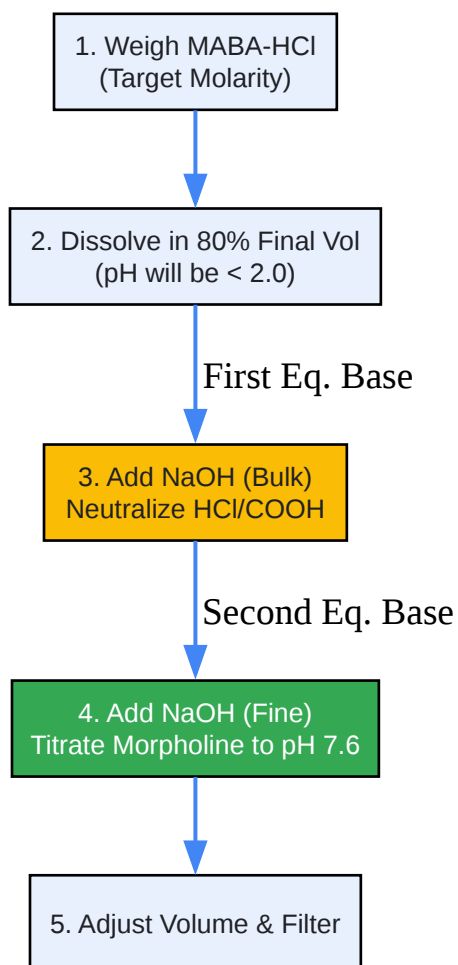 1. Weigh MABA-HCl
(Target Molarity)
2. Dissolve in 80% Final Vol
(pH will be < 2.0)
First Eq. Base
3. Add NaOH (Bulk)
Neutralize HCl/COOH
Second Eq. Base
4. Add NaOH (Fine)
Titrate Morpholine to pH 7.6
5. Adjust Volume & Filter